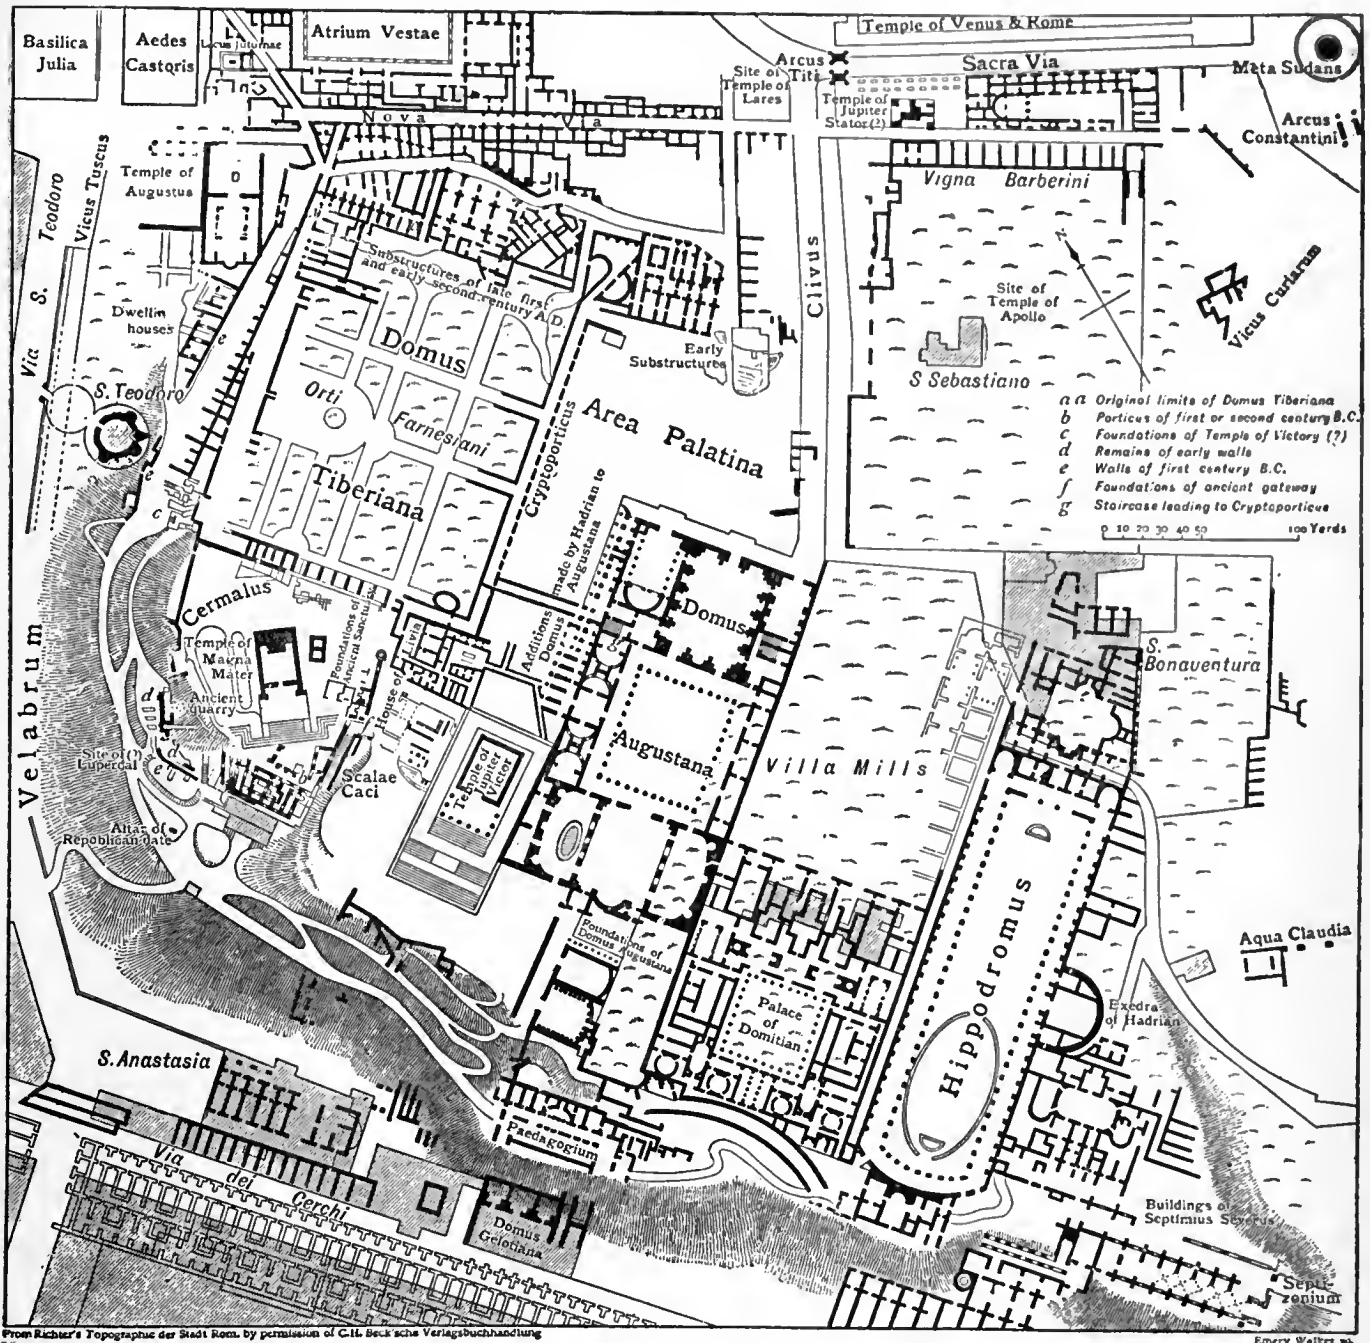 Basilica
Julia
Aedes
Castoris
Lacus Juturnae
Atrium Vestae
Temple of Venus & Rome
Arcus
Titi
Sacra Via
Meta Sudans
Site of
Temple of
Lares
Temple of
Jupiter
Stator (?)
Arcus
Constantini
Nova Via
Vigna Barberini
Temple of
Augustus
D
Via S. Teodoro
Vicus Tuscus
Substructures of late first
and early second century A.D.
Clivus
N
Site of
Temple of
Apollo
Vicus Curiarum
Dwellin
houses
e
Domus
Tiberiana
Orti
Farnesiani
Early
Substructures
S Sebastiano
S. Teodoro
Cryptoporticus
Area Palatina
a a Original limits of Domus Tiberiana
b Porticus of first or second century B.C.
c Foundations of Temple of Victory (?)
d Remains of early walls
e Walls of first century B.C.
f Foundations of ancient gateway
g Staircase leading to Cryptoporticus
0 10 20 30 40 50 100 Yards
e
c
Additions made by Hadrian to
Domus Augustana
Cermalus
Velabrum
Temple of
Magna
Mater
Ancient
quarry
Foundations of
Ancient Sanctuary
House of Livia
Domus
Augustana
S.
Bonaventura
d
Site of (?)
Lupercal
d
e
b
Scalae
Caci
Temple of
Jupiter
Victor
Villa Mills
Altar of
Republican date
Hippodromus
Foundations of
Domus Augustana
Aqua Claudia
Palace
of
Domitian
Exedra
of Hadrian
S. Anastasia
Paedagogium
Via dei Cerchi
Domus
Gelotiana
Buildings of
Septimius Severus
Septi-
zonium
From Richter's Topographie der Stadt Rom, by permission of C.H. Beck'sche Verlagsbuchhandlung
Emery Walker